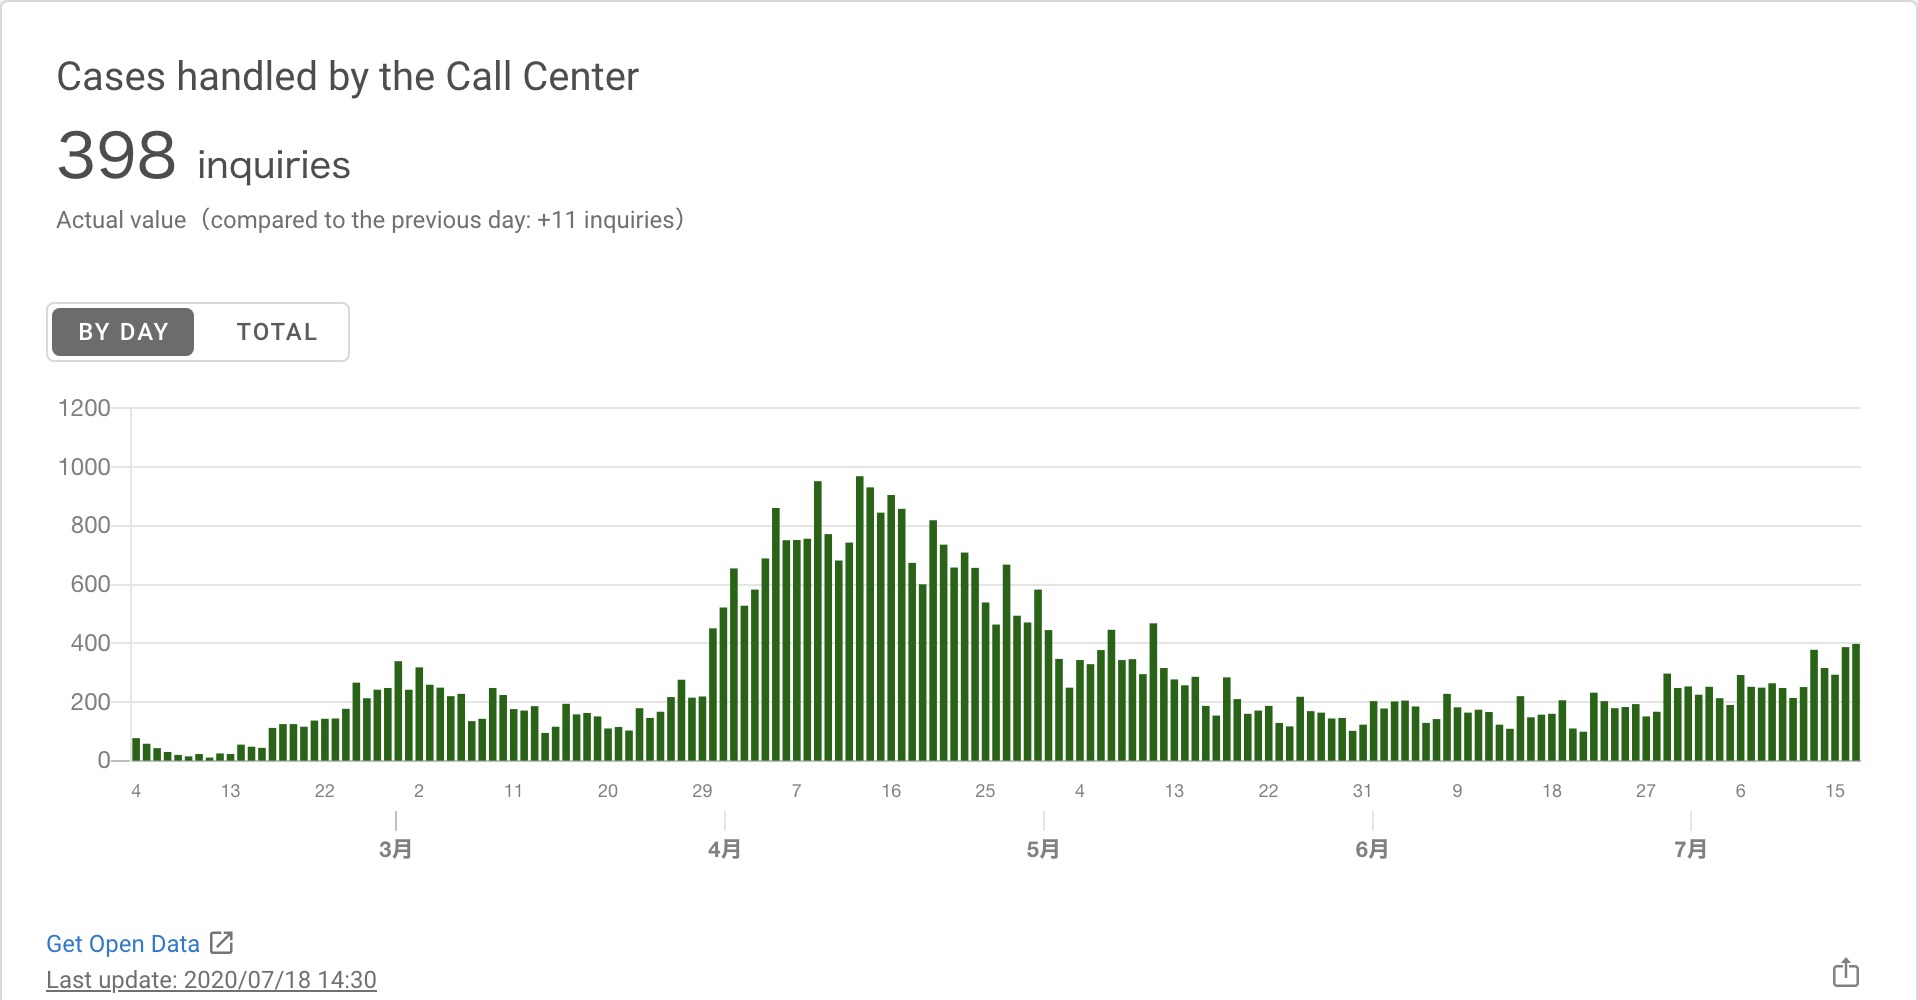 Cases handled by the Call Center
398 inquiries
Actual value（compared to the previous day: +11 inquiries）
BY DAY TOTAL
1200
1000
800
600
400
200
0
4 13 22 2 11 20 29 7 16 25 4 13 22 31 9 18 27 6 15
3月 4月 5月 6月 7月
Get Open Data
Last update: 2020/07/18 14:30